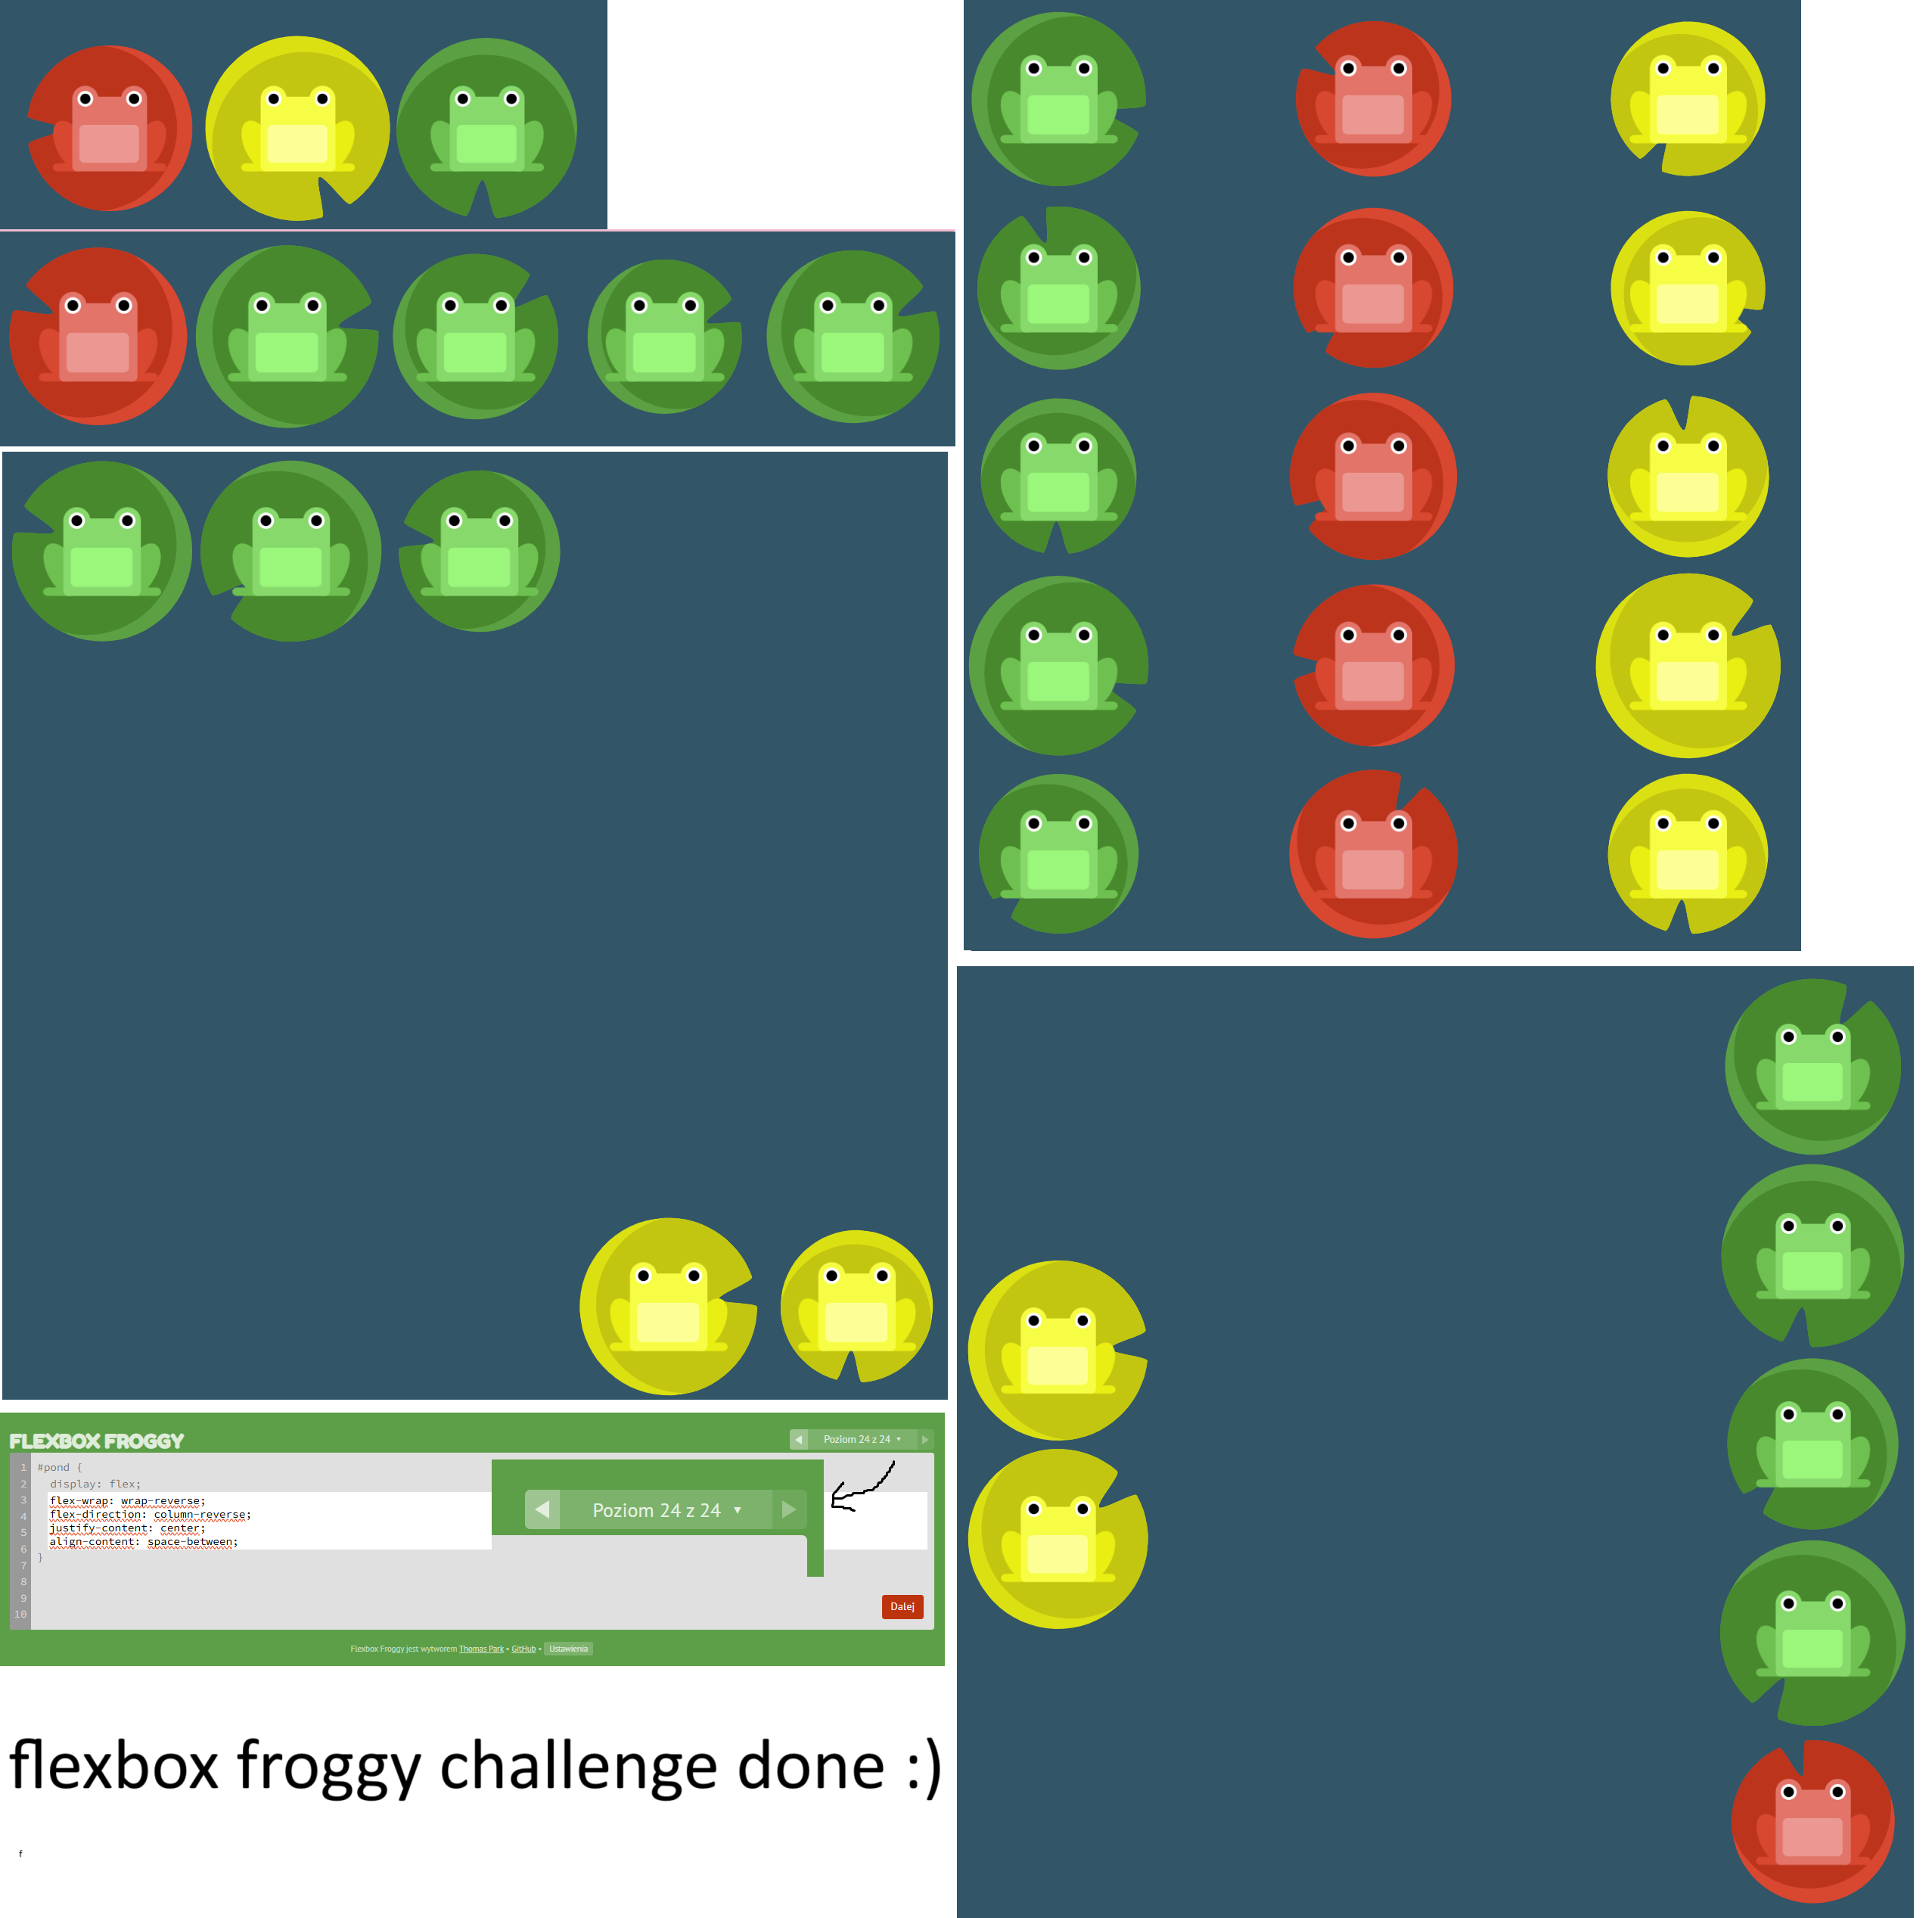 FLEXBOX FROGGY
◀ Poziom 24 z 24 ▾ ▶
1 #pond {
2 display: flex;
3 flex-wrap: wrap-reverse;
4 flex-direction: column-reverse;
5 justify-content: center;
6 align-content: space-between;
7 }
8
9
10
◀ Poziom 24 z 24 ▾ ▶
Dalej
Flexbox Froggy jest wytworem Thomas Park • GitHub • Ustawienia
flexbox froggy challenge done :)
f